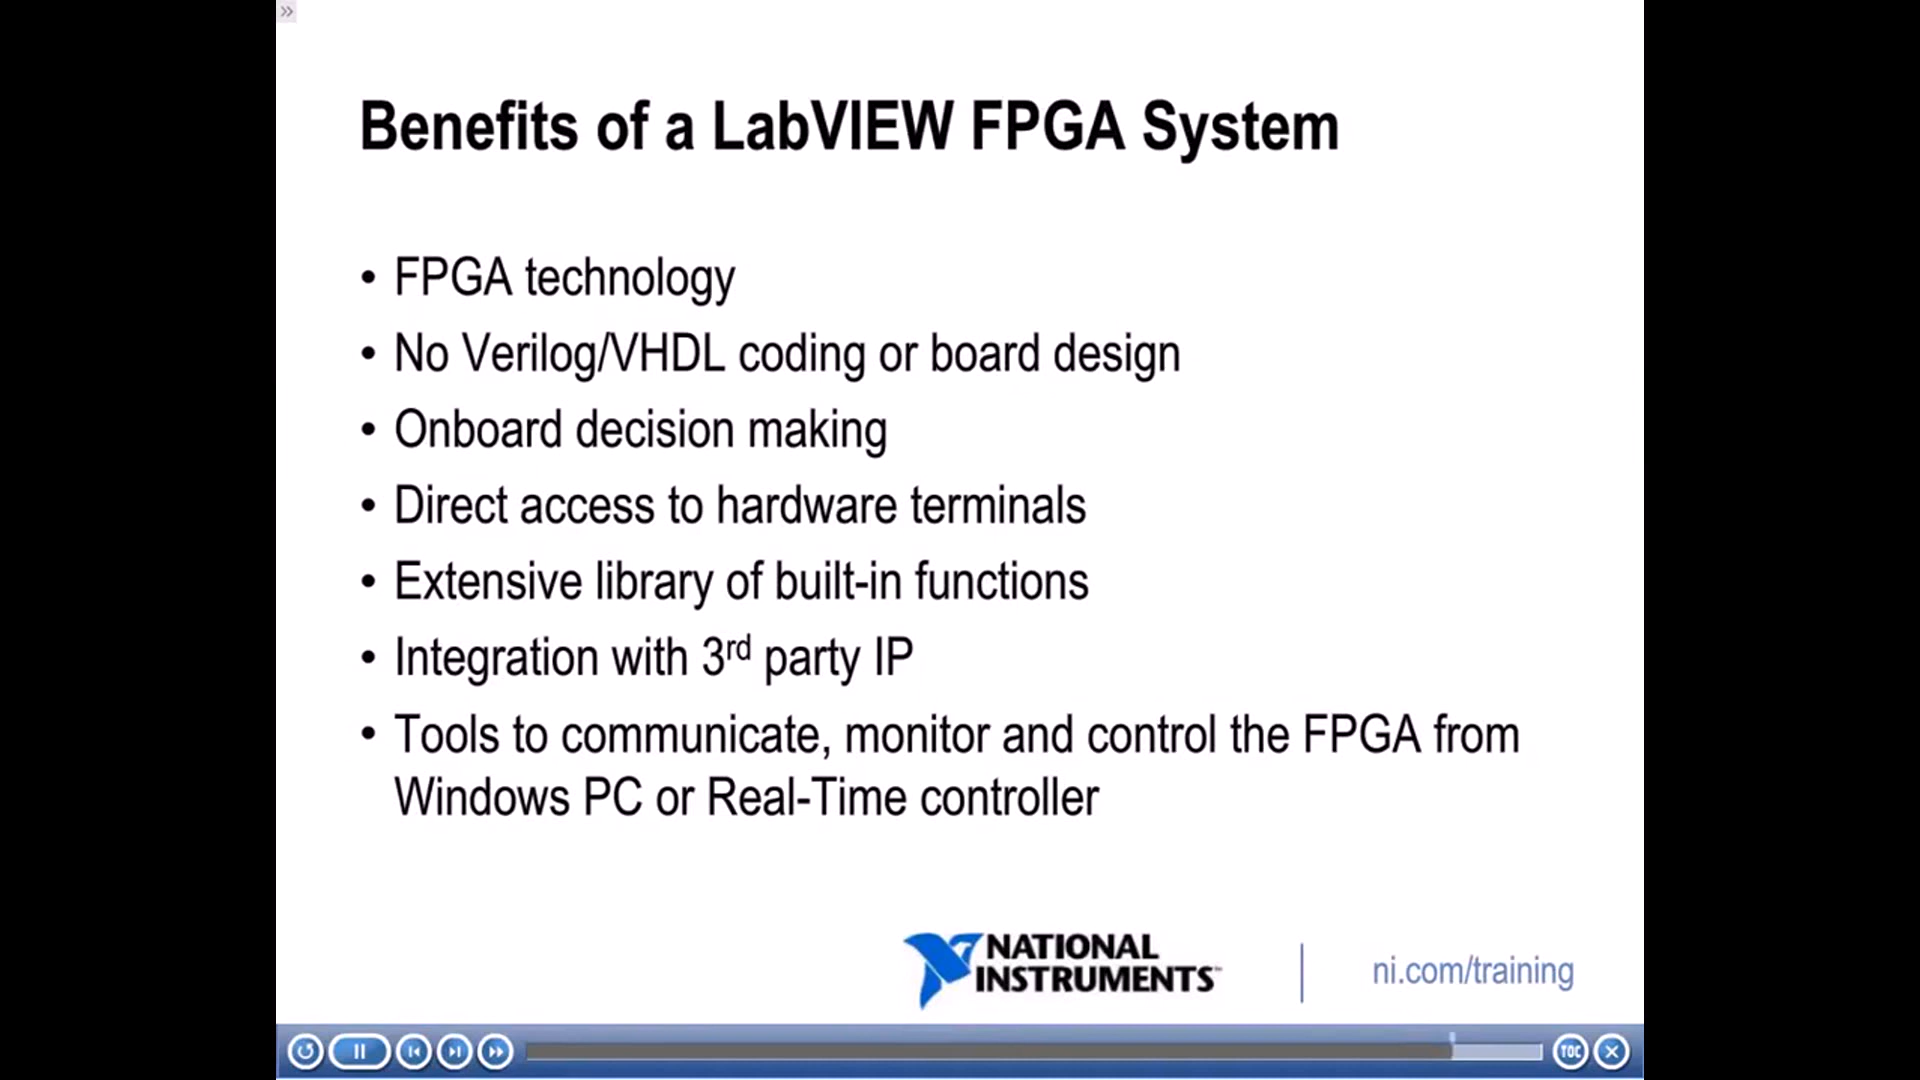 Benefits of a LabVIEW FPGA System
• FPGA technology
• No Verilog/VHDL coding or board design
• Onboard decision making
• Direct access to hardware terminals
• Extensive library of built-in functions
• Integration with 3rd party IP
• Tools to communicate, monitor and control the FPGA from
Windows PC or Real-Time controller
NATIONAL
INSTRUMENTS™
ni.com/training
TOC